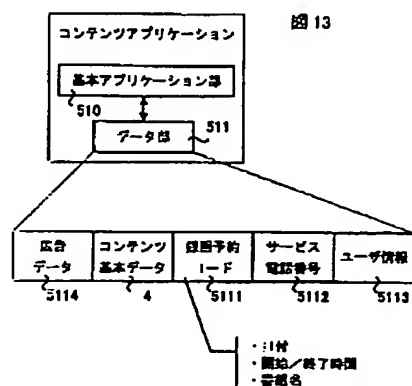 図13
コンテンツアプリケーション
基本アプリケーション部
510
データ部
511
広告
データ
コンテンツ
基本データ
録画予約
コード
サービス
電話番号
ユーザ情報
5114
4
5111
5112
5113
・日付
・開始／終了時間
・番組名